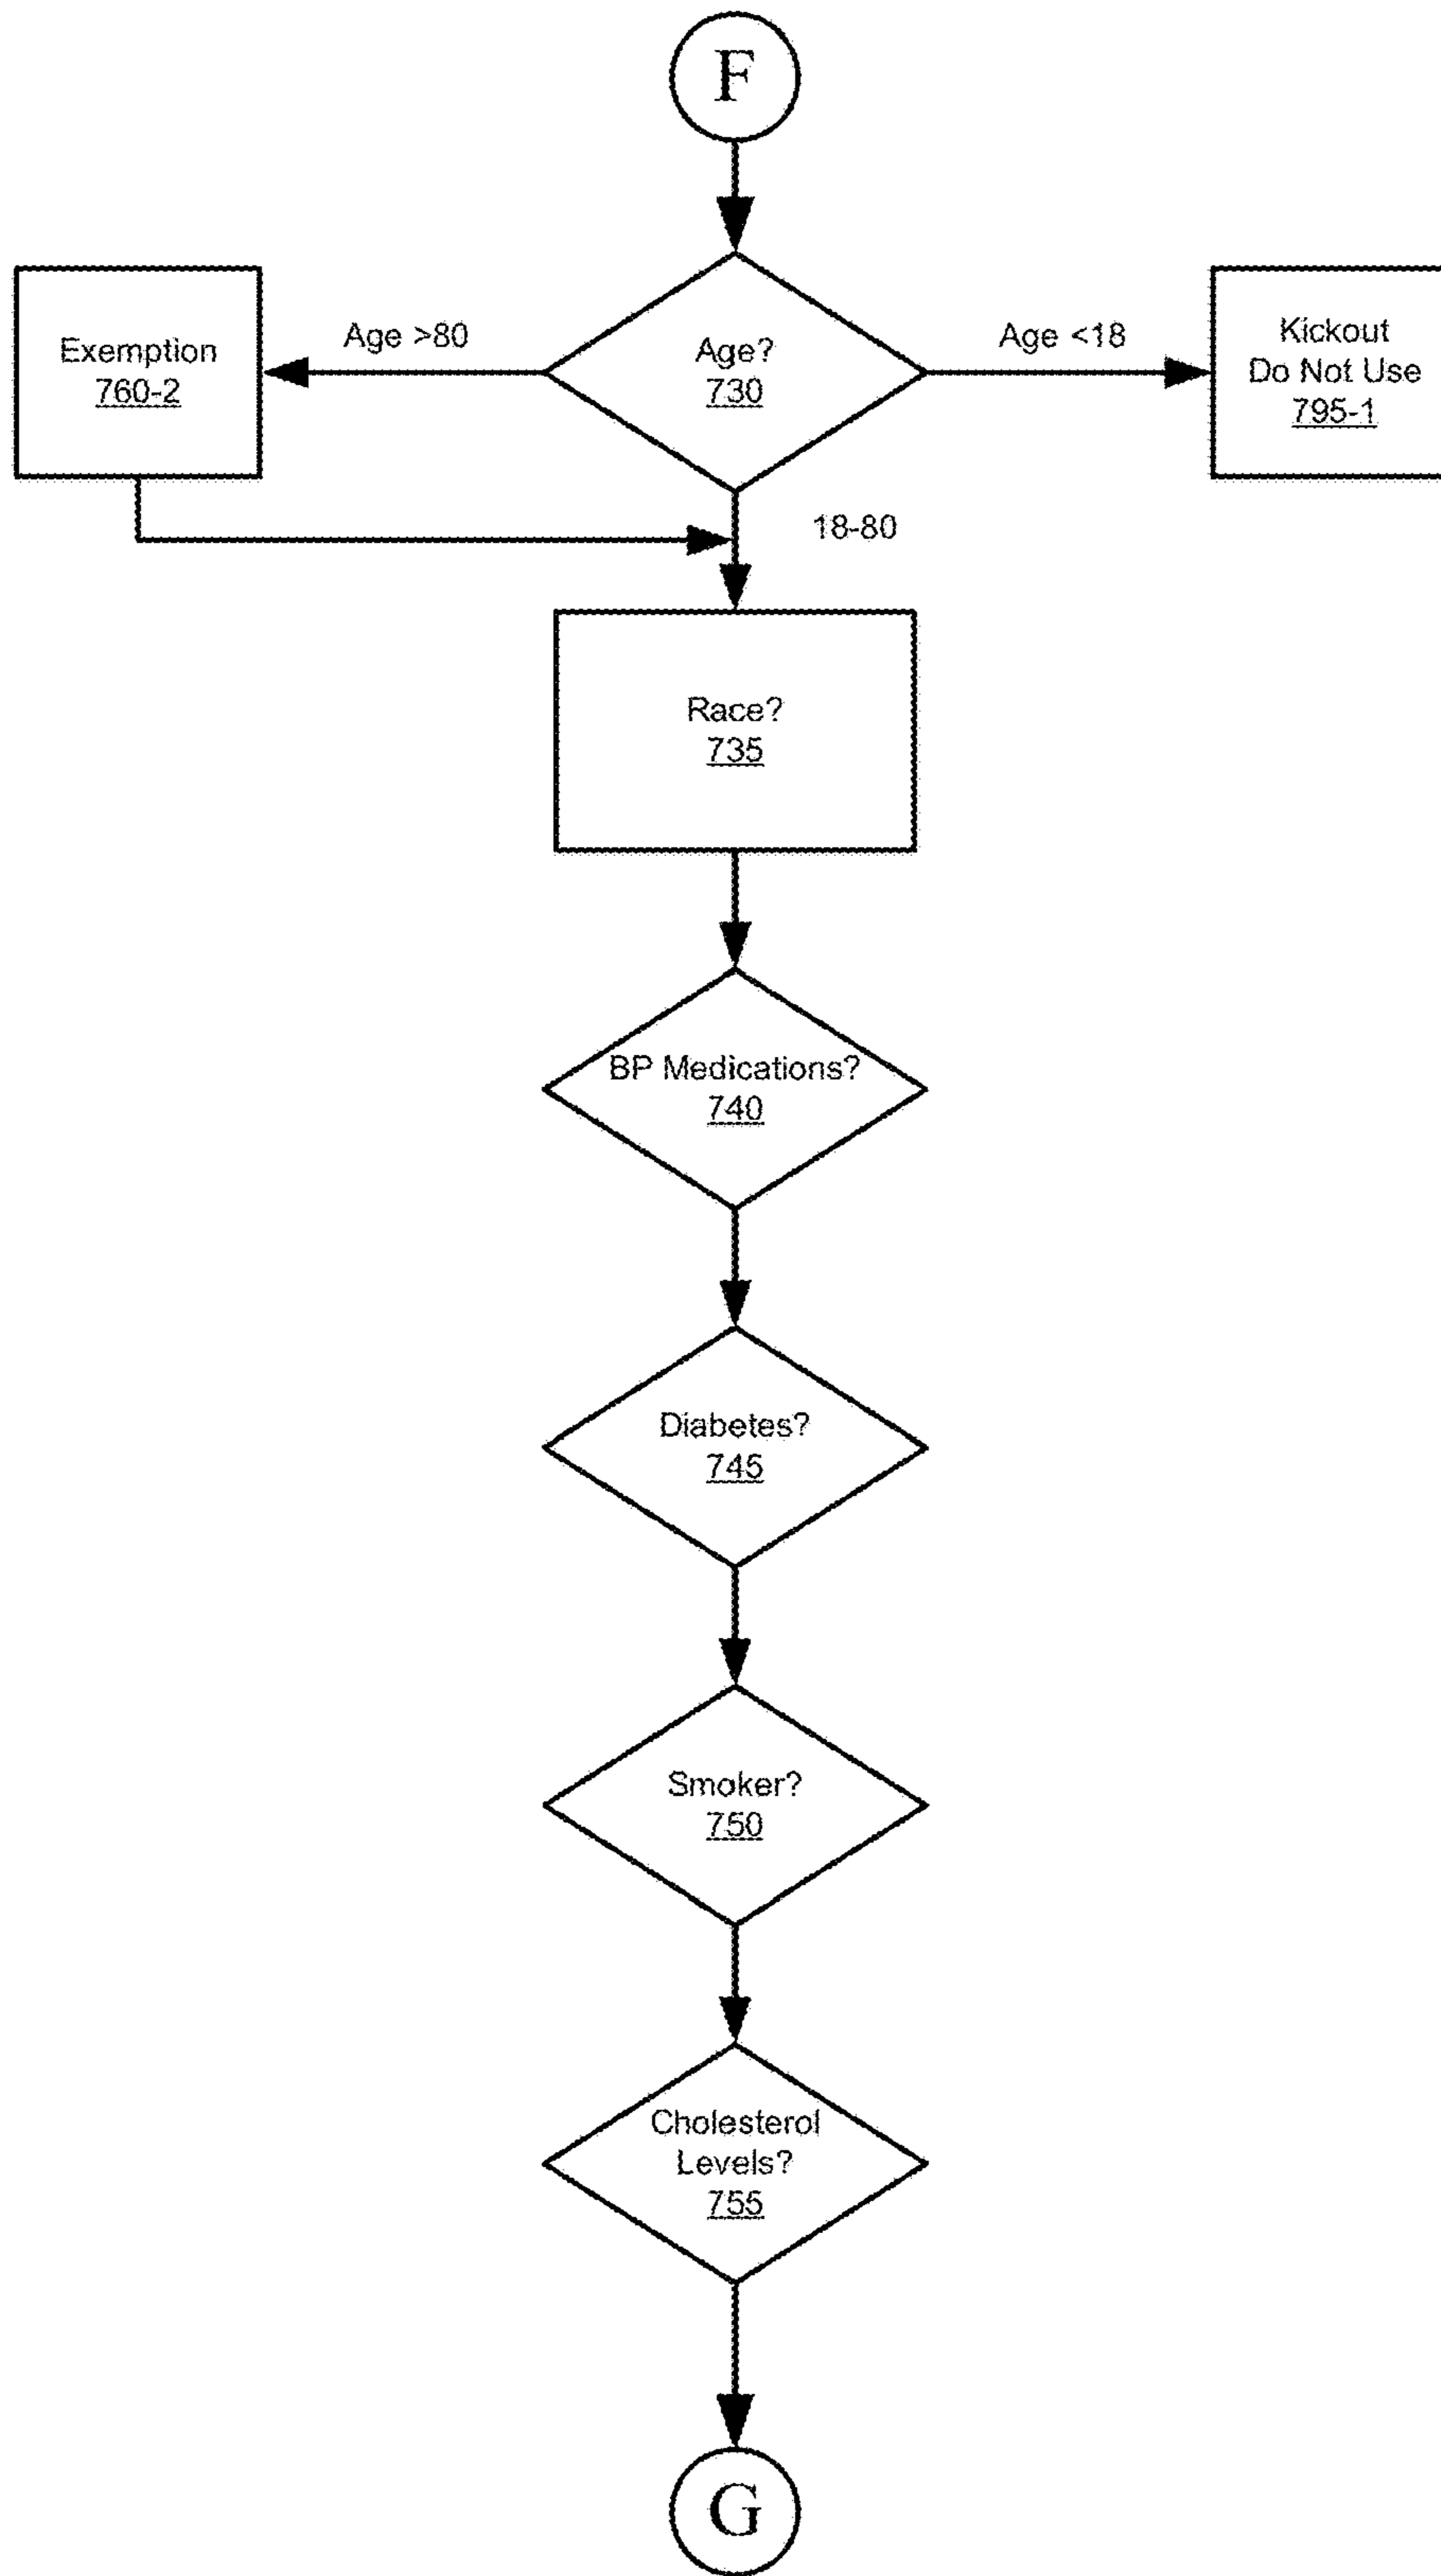 F
Age >80
Age <18
Exemption
760-2
Age?
730
Kickout
Do Not Use
795-1
18-80
Race?
735
BP Medications?
740
Diabetes?
745
Smoker?
750
Cholesterol
Levels?
755
G